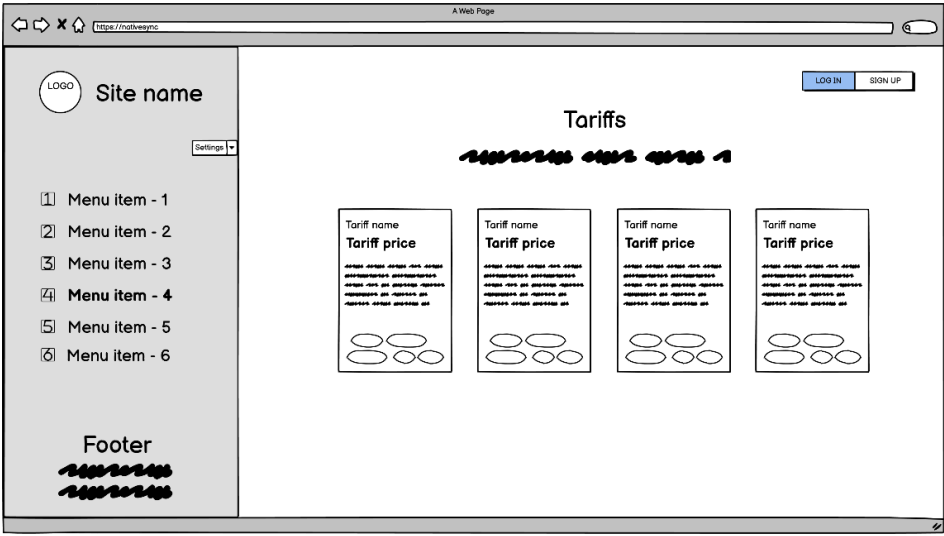 A Web Page
https://nativesync
LOGO
Site name
Settings
1 Menu item - 1
2 Menu item - 2
3 Menu item - 3
4 Menu item - 4
5 Menu item - 5
6 Menu item - 6
Footer
LOG IN SIGN UP
Tariffs
Tariff name
Tariff price
Tariff name
Tariff price
Tariff name
Tariff price
Tariff name
Tariff price